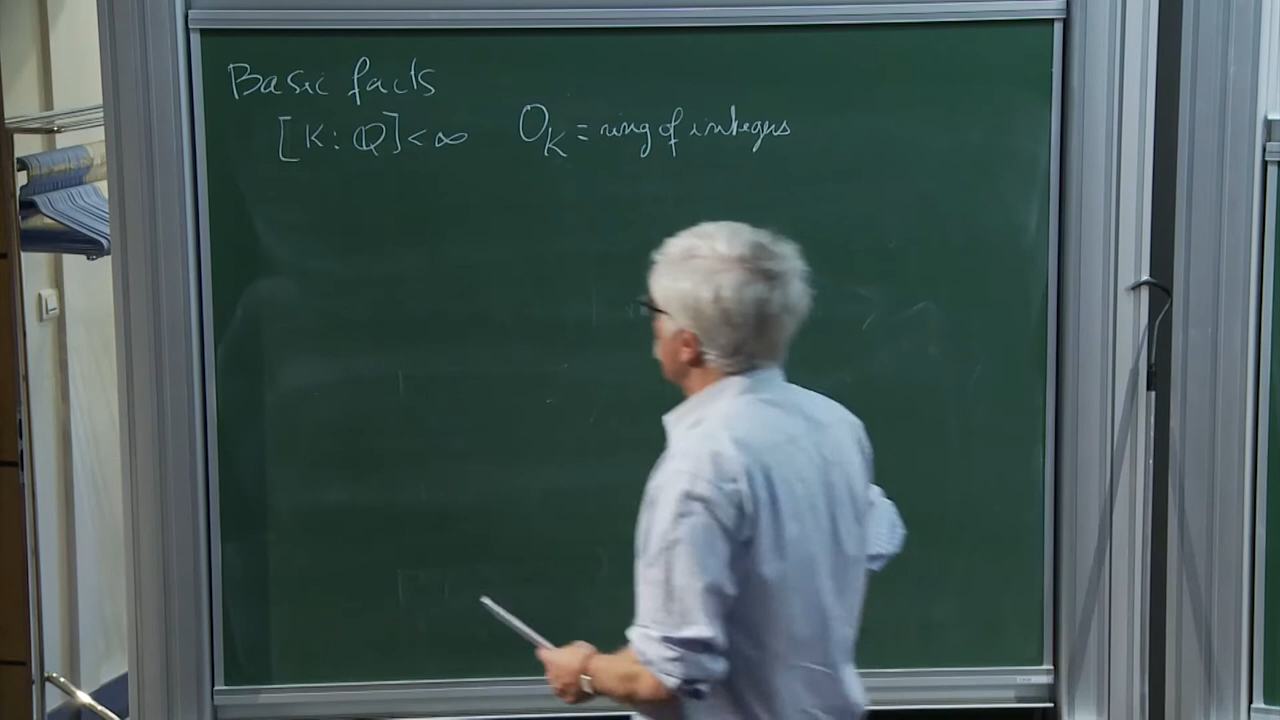 Basic facts
[K: ℚ] < ∞ O_K = ring of integers